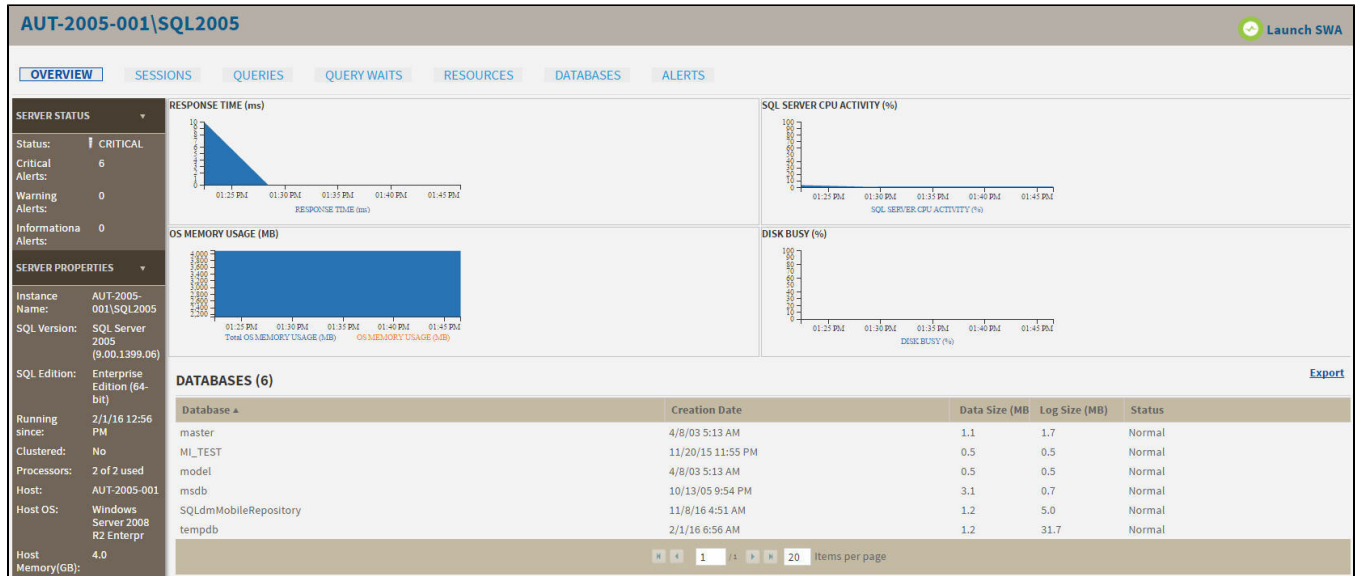 AUT-2005-001\SQL2005
Launch SWA
OVERVIEW SESSIONS QUERIES QUERY WAITS RESOURCES DATABASES ALERTS
SERVER STATUS
Status: CRITICAL
Critical Alerts: 6
Warning Alerts: 0
Informationa Alerts: 0
SERVER PROPERTIES
Instance Name: AUT-2005-001\SQL2005
SQL Version: SQL Server 2005 (9.00.1399.06)
SQL Edition: Enterprise Edition (64-bit)
Running since: 2/1/16 12:56 PM
Clustered: No
Processors: 2 of 2 used
Host: AUT-2005-001
Host OS: Windows Server 2008 R2 Enterpr
Host Memory(GB): 4.0
RESPONSE TIME (ms)
01:25 PM 01:30 PM 01:35 PM 01:40 PM 01:45 PM
RESPONSE TIME (ms)
SQL SERVER CPU ACTIVITY (%)
01:25 PM 01:30 PM 01:35 PM 01:40 PM 01:45 PM
SQL SERVER CPU ACTIVITY (%)
OS MEMORY USAGE (MB)
01:25 PM 01:30 PM 01:35 PM 01:40 PM 01:45 PM
Total OS MEMORY USAGE (MB) OS MEMORY USAGE (MB)
DISK BUSY (%)
01:25 PM 01:30 PM 01:35 PM 01:40 PM 01:45 PM
DISK BUSY (%)
DATABASES (6)
Export
Database Creation Date Data Size (MB Log Size (MB) Status
master 4/8/03 5:13 AM 1.1 1.7 Normal
MI_TEST 11/20/15 11:55 PM 0.5 0.5 Normal
model 4/8/03 5:13 AM 0.5 0.5 Normal
msdb 10/13/05 9:54 PM 3.1 0.7 Normal
SQLdmMobileRepository 11/8/16 4:51 AM 1.2 5.0 Normal
tempdb 2/1/16 6:56 AM 1.2 31.7 Normal
1 /1 20 Items per page